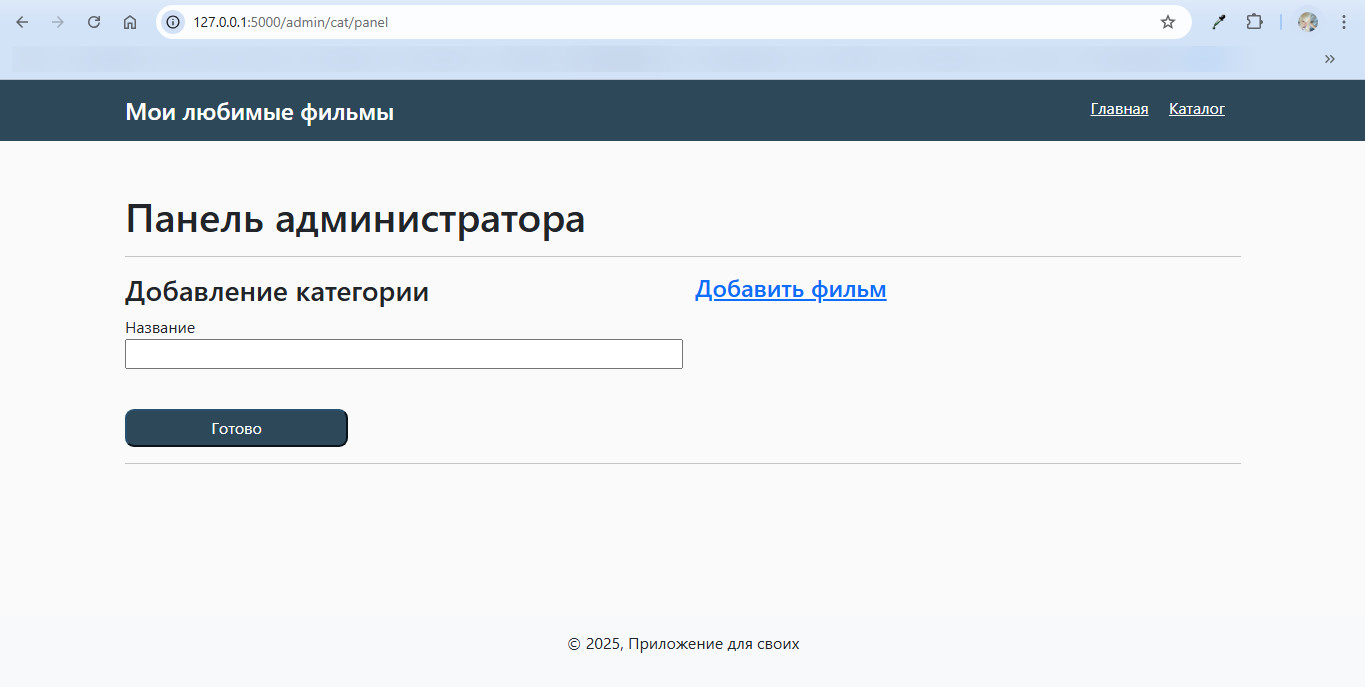 127.0.0.1:5000/admin/cat/panel
Мои любимые фильмы
Главная Каталог
Панель администратора
Добавление категории
Добавить фильм
Название
Готово
© 2025, Приложение для своих